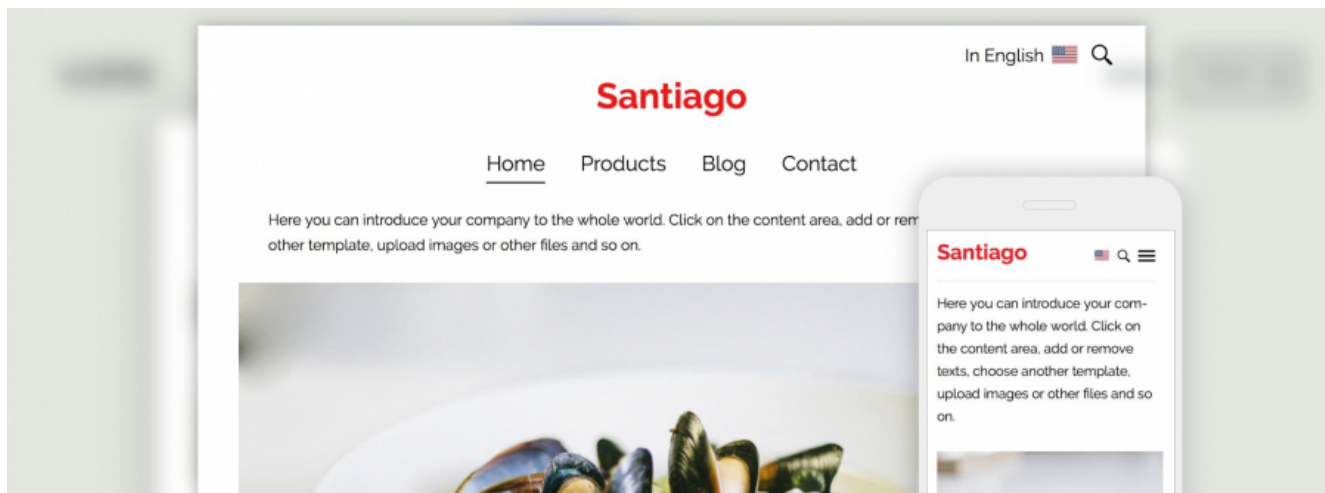 In English
Santiago
Home Products Blog Contact
Here you can introduce your company to the whole world. Click on the content area, add or rem
other template, upload images or other files and so on.
Santiago
Here you can introduce your com-
pany to the whole world. Click on
the content area, add or remove
texts, choose another template,
upload images or other files and so
on.